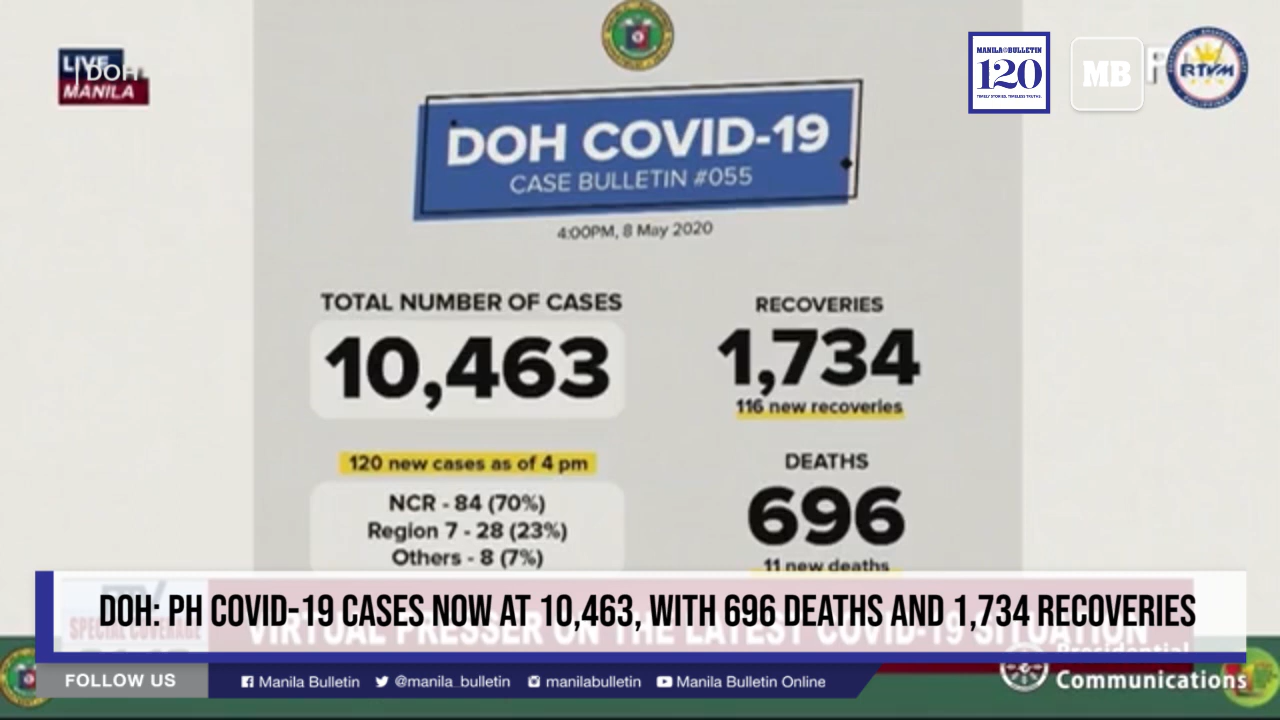 LIVE
| DOH
MANILA
MANILA BULLETIN
120
MB
RTVM
PHILIPPINES
DOH COVID-19
CASE BULLETIN #055
4:00PM, 8 May 2020
TOTAL NUMBER OF CASES
10,463
RECOVERIES
1,734
116 new recoveries
120 new cases as of 4 pm
NCR - 84 (70%)
Region 7 - 28 (23%)
Others - 8 (7%)
DEATHS
696
11 new deaths
DOH: PH COVID-19 CASES NOW AT 10,463, WITH 696 DEATHS AND 1,734 RECOVERIES
SPECIAL COVERAGE
VIRTUAL PRESSER ON THE LATEST COVID-19 SITUATION
Presidential
Communications
FOLLOW US
Manila Bulletin
@manila_bulletin
manilabulletin
Manila Bulletin Online